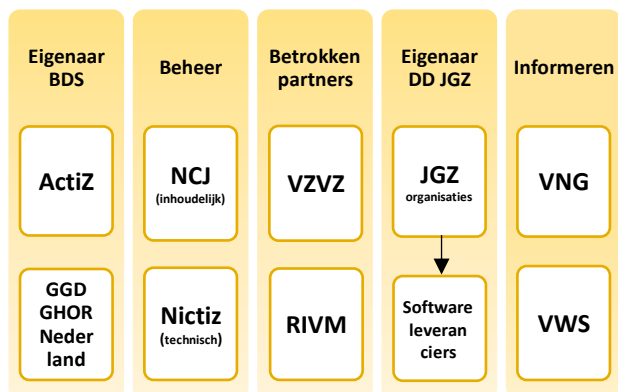 Eigenaar
BDS
ActiZ
GGD
GHOR
Neder
land
Beheer
NCJ
(inhoudelijk)
Nictiz
(technisch)
Betrokken
partners
VZVZ
RIVM
Eigenaar
DD JGZ
JGZ
organisaties
Software
leveran
ciers
Informeren
VNG
VWS